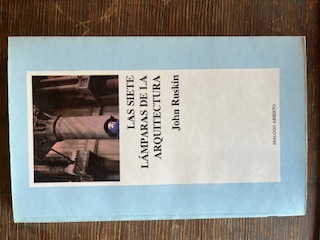 LAS SIETE
LÁMPARAS DE LA
ARQUITECTURA
John Ruskin
DIÁLOGO ABIERTO